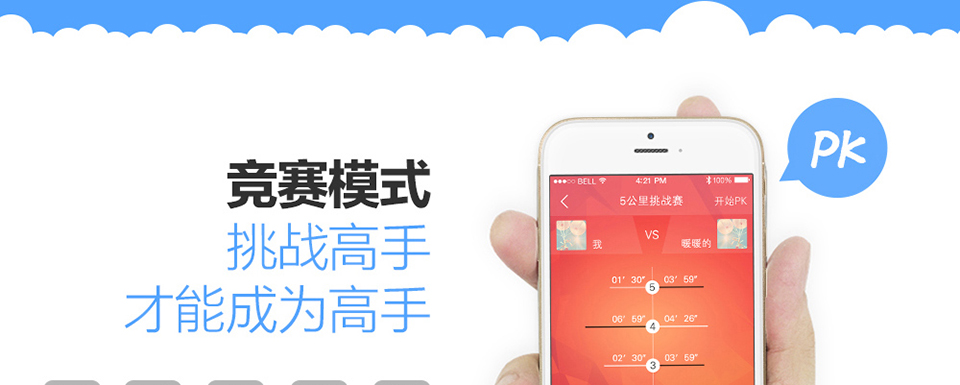 竞赛模式
挑战高手
才能成为高手
PK
BELL 4:21 PM 100%
5公里挑战赛 开始PK
我 VS 暖暖的
01′ 30″ 03′ 59″
5
06′ 59″ 04′ 26″
4
02′ 30″ 03′ 59″
3